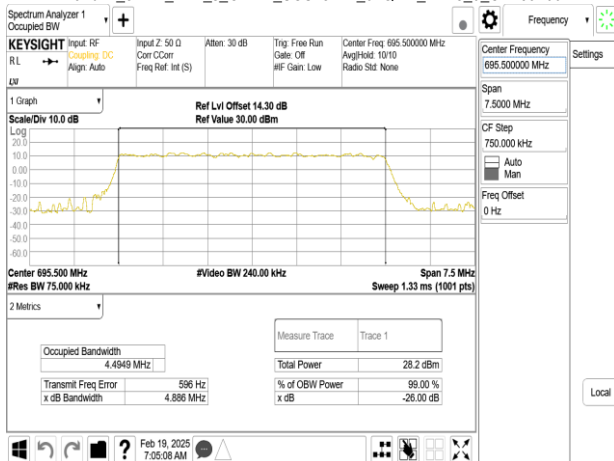 Spectrum Analyzer 1
Occupied BW
+
Frequency
KEYSIGHT
RL
LXI
Input: RF
Coupling: DC
Align: Auto
Input Z: 50 Ω
Corr CCorr
Freq Ref: Int (S)
Atten: 30 dB
Trig: Free Run
Gate: Off
#IF Gain: Low
Center Freq: 695.500000 MHz
Avg|Hold: 10/10
Radio Std: None
Center Frequency
695.500000 MHz
Settings
Span
7.5000 MHz
CF Step
750.000 kHz
Auto
Man
Freq Offset
0 Hz
Local
1 Graph
Scale/Div 10.0 dB
Ref Lvl Offset 14.30 dB
Ref Value 30.00 dBm
Log
20.0
10.0
0.00
-10.0
-20.0
-30.0
-40.0
-50.0
-60.0
Center 695.500 MHz
#Res BW 75.000 kHz
#Video BW 240.00 kHz
Span 7.5 MHz
Sweep 1.33 ms (1001 pts)
2 Metrics
Measure Trace Trace 1
Occupied Bandwidth
4.4949 MHz
Total Power 28.2 dBm
Transmit Freq Error 596 Hz
% of OBW Power 99.00 %
x dB Bandwidth 4.886 MHz
x dB -26.00 dB
?
Feb 19, 2025
7:05:08 AM